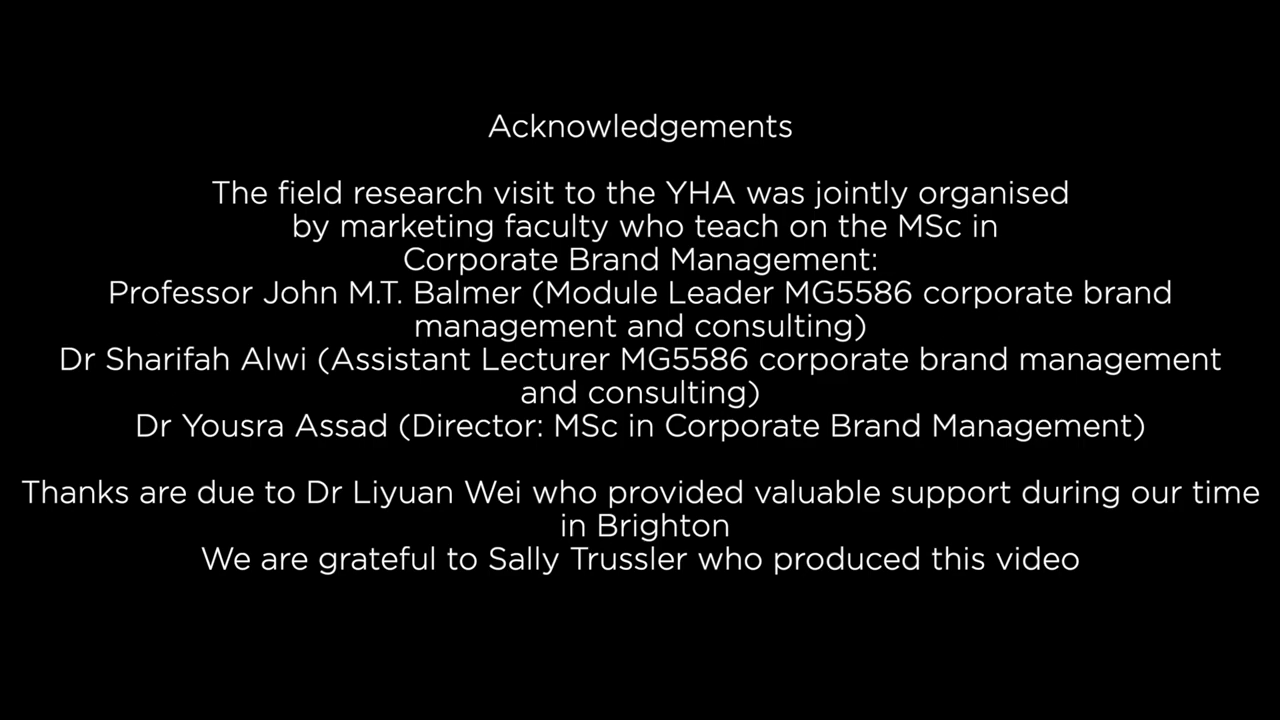 Acknowledgements
The field research visit to the YHA was jointly organised
by marketing faculty who teach on the MSc in
Corporate Brand Management:
Professor John M.T. Balmer (Module Leader MG5586 corporate brand
management and consulting)
Dr Sharifah Alwi (Assistant Lecturer MG5586 corporate brand management
and consulting)
Dr Yousra Assad (Director: MSc in Corporate Brand Management)
Thanks are due to Dr Liyuan Wei who provided valuable support during our time
in Brighton
We are grateful to Sally Trussler who produced this video